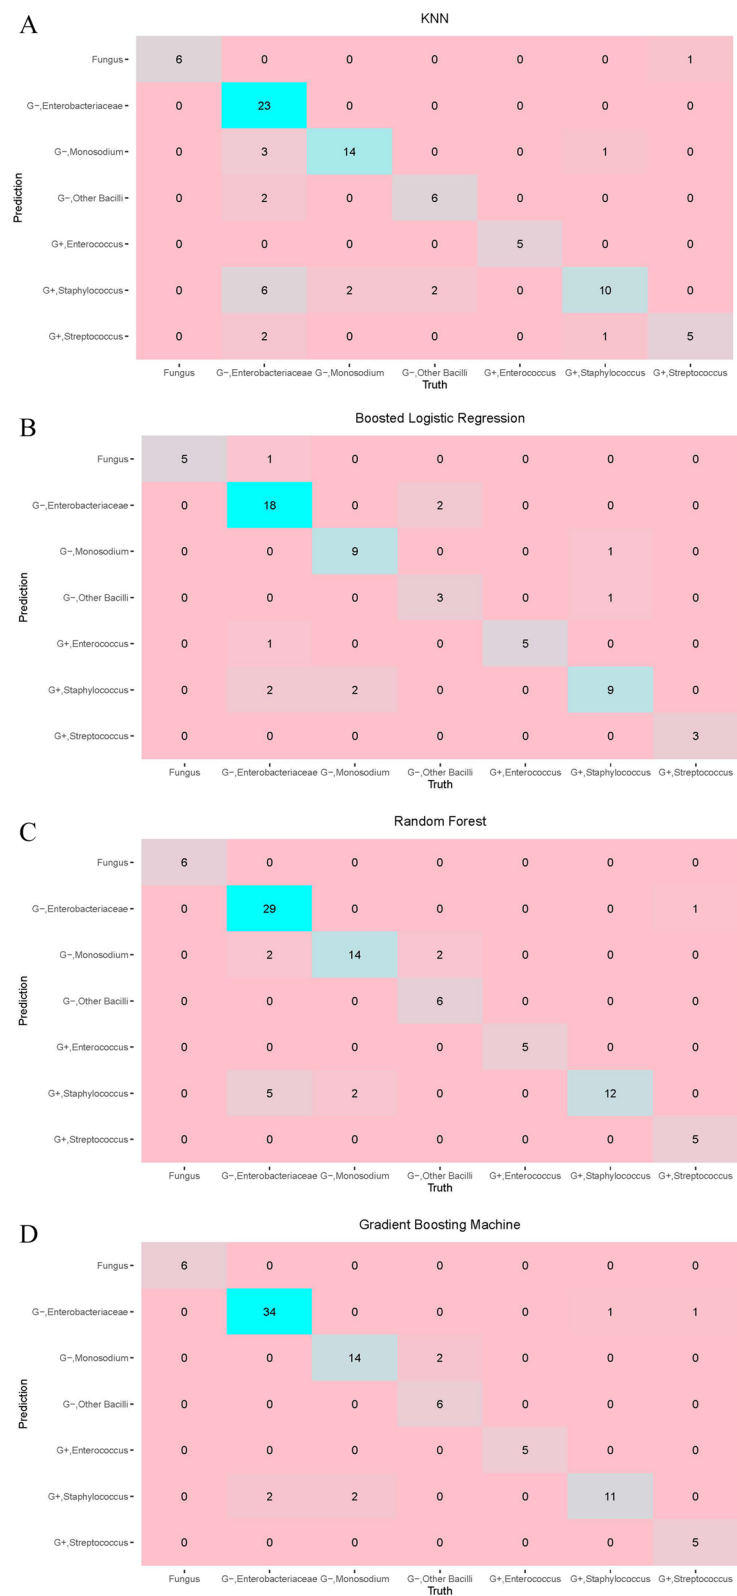 A
KNN
Fungus 6 0 0 0 0 0 1
G−,Enterobacteriaceae 0 23 0 0 0 0 0
G−,Monosodium 0 3 14 0 0 1 0
G−,Other Bacilli 0 2 0 6 0 0 0
G+,Enterococcus 0 0 0 0 5 0 0
G+,Staphylococcus 0 6 2 2 0 10 0
G+,Streptococcus 0 2 0 0 0 1 5
Prediction
Fungus G−,Enterobacteriaceae G−,Monosodium G−,Other Bacilli G+,Enterococcus G+,Staphylococcus G+,Streptococcus
Truth
B
Boosted Logistic Regression
Fungus 5 1 0 0 0 0 0
G−,Enterobacteriaceae 0 18 0 2 0 0 0
G−,Monosodium 0 0 9 0 0 1 0
G−,Other Bacilli 0 0 0 3 0 1 0
G+,Enterococcus 0 1 0 0 5 0 0
G+,Staphylococcus 0 2 2 0 0 9 0
G+,Streptococcus 0 0 0 0 0 0 3
Prediction
Fungus G−,Enterobacteriaceae G−,Monosodium G−,Other Bacilli G+,Enterococcus G+,Staphylococcus G+,Streptococcus
Truth
C
Random Forest
Fungus 6 0 0 0 0 0 0
G−,Enterobacteriaceae 0 29 0 0 0 0 1
G−,Monosodium 0 2 14 2 0 0 0
G−,Other Bacilli 0 0 0 6 0 0 0
G+,Enterococcus 0 0 0 0 5 0 0
G+,Staphylococcus 0 5 2 0 0 12 0
G+,Streptococcus 0 0 0 0 0 0 5
Prediction
Fungus G−,Enterobacteriaceae G−,Monosodium G−,Other Bacilli G+,Enterococcus G+,Staphylococcus G+,Streptococcus
Truth
D
Gradient Boosting Machine
Fungus 6 0 0 0 0 0 0
G−,Enterobacteriaceae 0 34 0 0 0 1 1
G−,Monosodium 0 0 14 2 0 0 0
G−,Other Bacilli 0 0 0 6 0 0 0
G+,Enterococcus 0 0 0 0 5 0 0
G+,Staphylococcus 0 2 2 0 0 11 0
G+,Streptococcus 0 0 0 0 0 0 5
Prediction
Fungus G−,Enterobacteriaceae G−,Monosodium G−,Other Bacilli G+,Enterococcus G+,Staphylococcus G+,Streptococcus
Truth